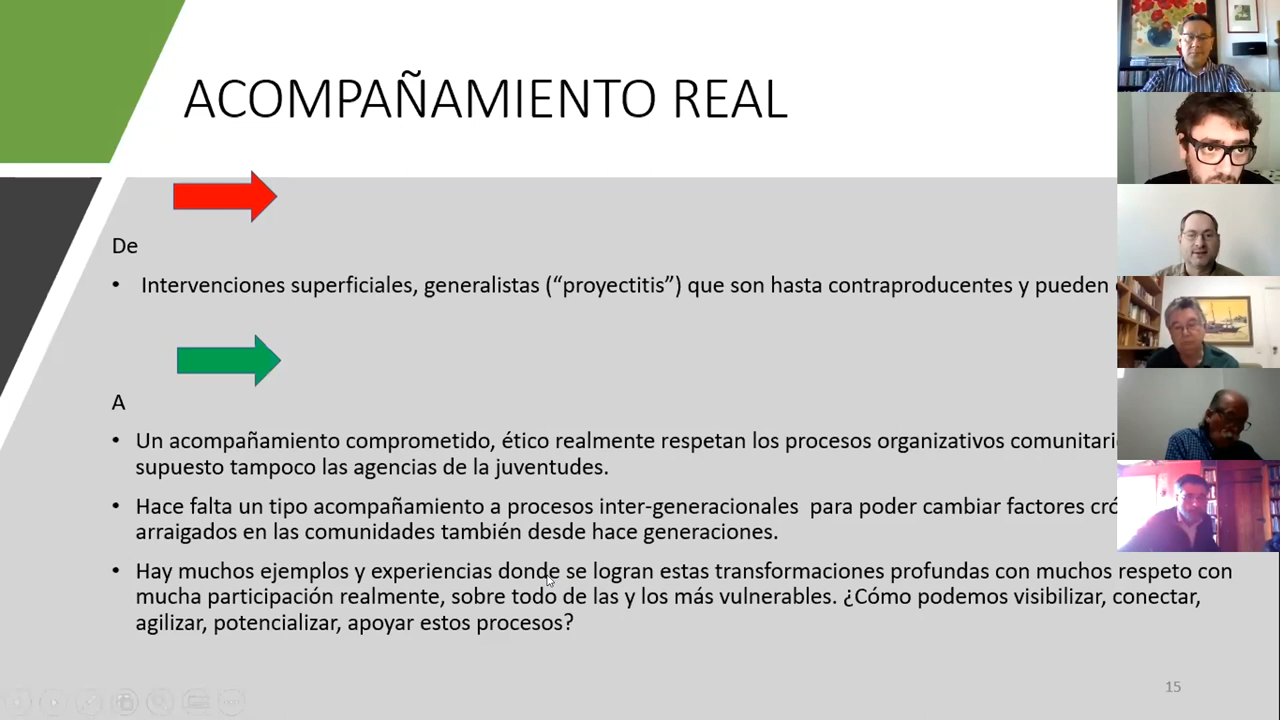 ACOMPAÑAMIENTO REAL
De
• Intervenciones superficiales, generalistas (“proyectitis”) que son hasta contraproducentes y pueden
A
• Un acompañamiento comprometido, ético realmente respetan los procesos organizativos
supuesto tampoco las agencias de la juventudes.
• Hace falta un tipo acompañamiento a procesos inter-generacionales para poder cambiar factores
arraigados en las comunidades también desde hace generaciones.
• Hay muchos ejemplos y experiencias donde se logran estas transformaciones profundas con muchos respeto con
mucha participación realmente, sobre todo de las y los más vulnerables. ¿Cómo podemos visibilizar, conectar,
agilizar, potencializar, apoyar estos procesos?
15